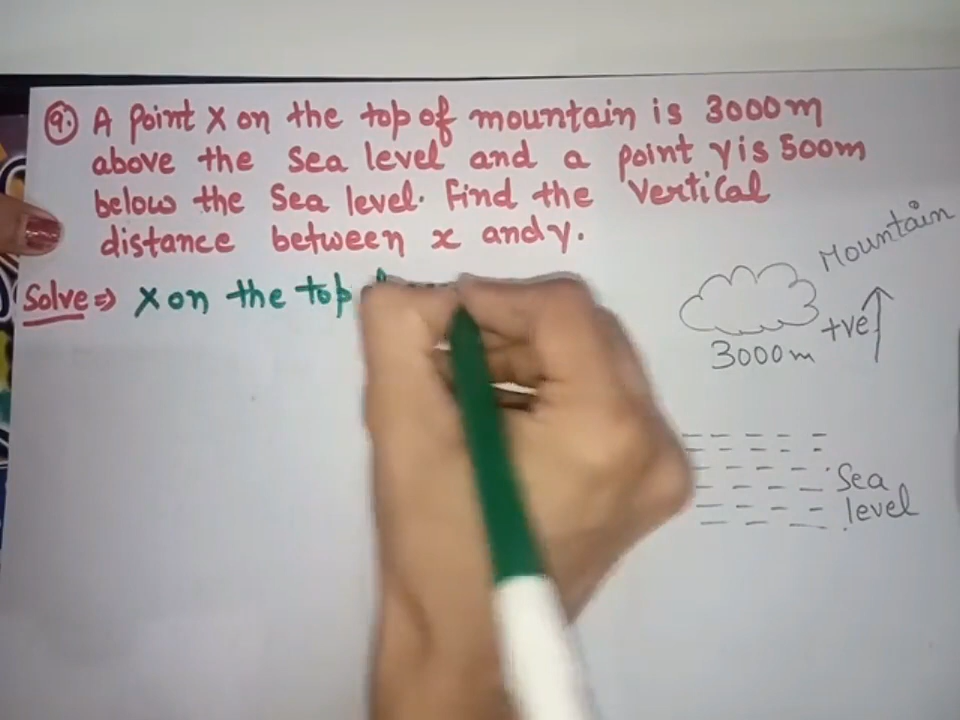 9. A point X on the top of mountain is 3000m
above the sea level and a point y is 500m
below the Sea level. Find the vertical
distance between x and y.
Solve ⇒ X on the top
Mountain
+ve
3000m
Sea
level